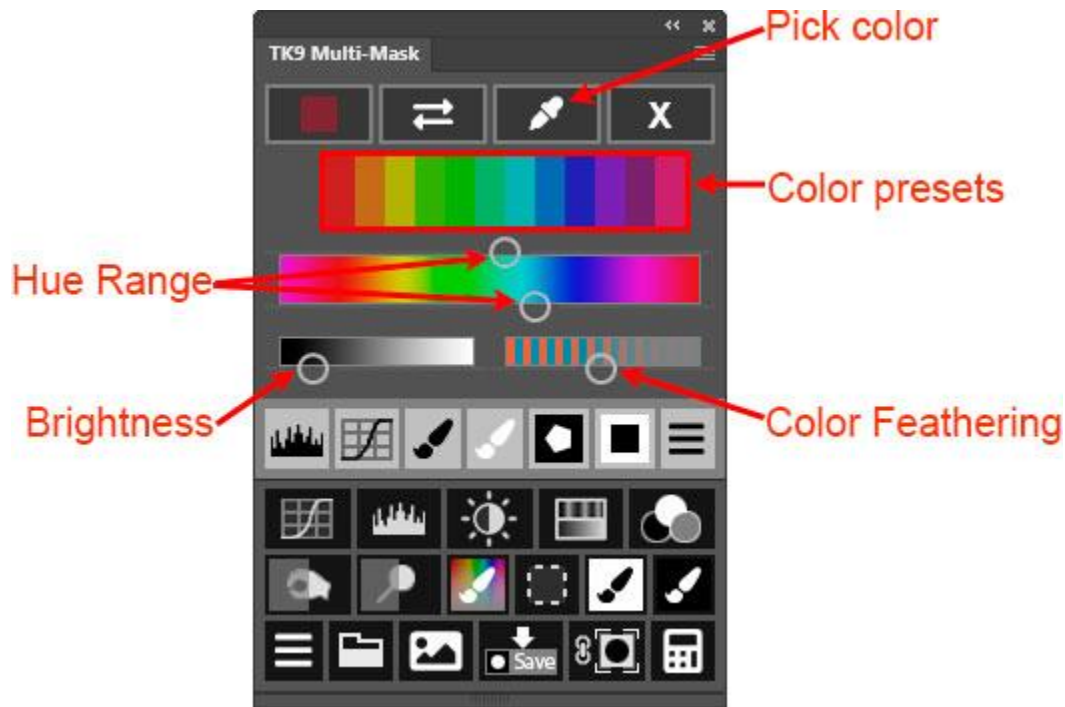 Pick color
TK9 Multi-Mask
X
Color presets
Hue Range
Brightness
Color Feathering
Save